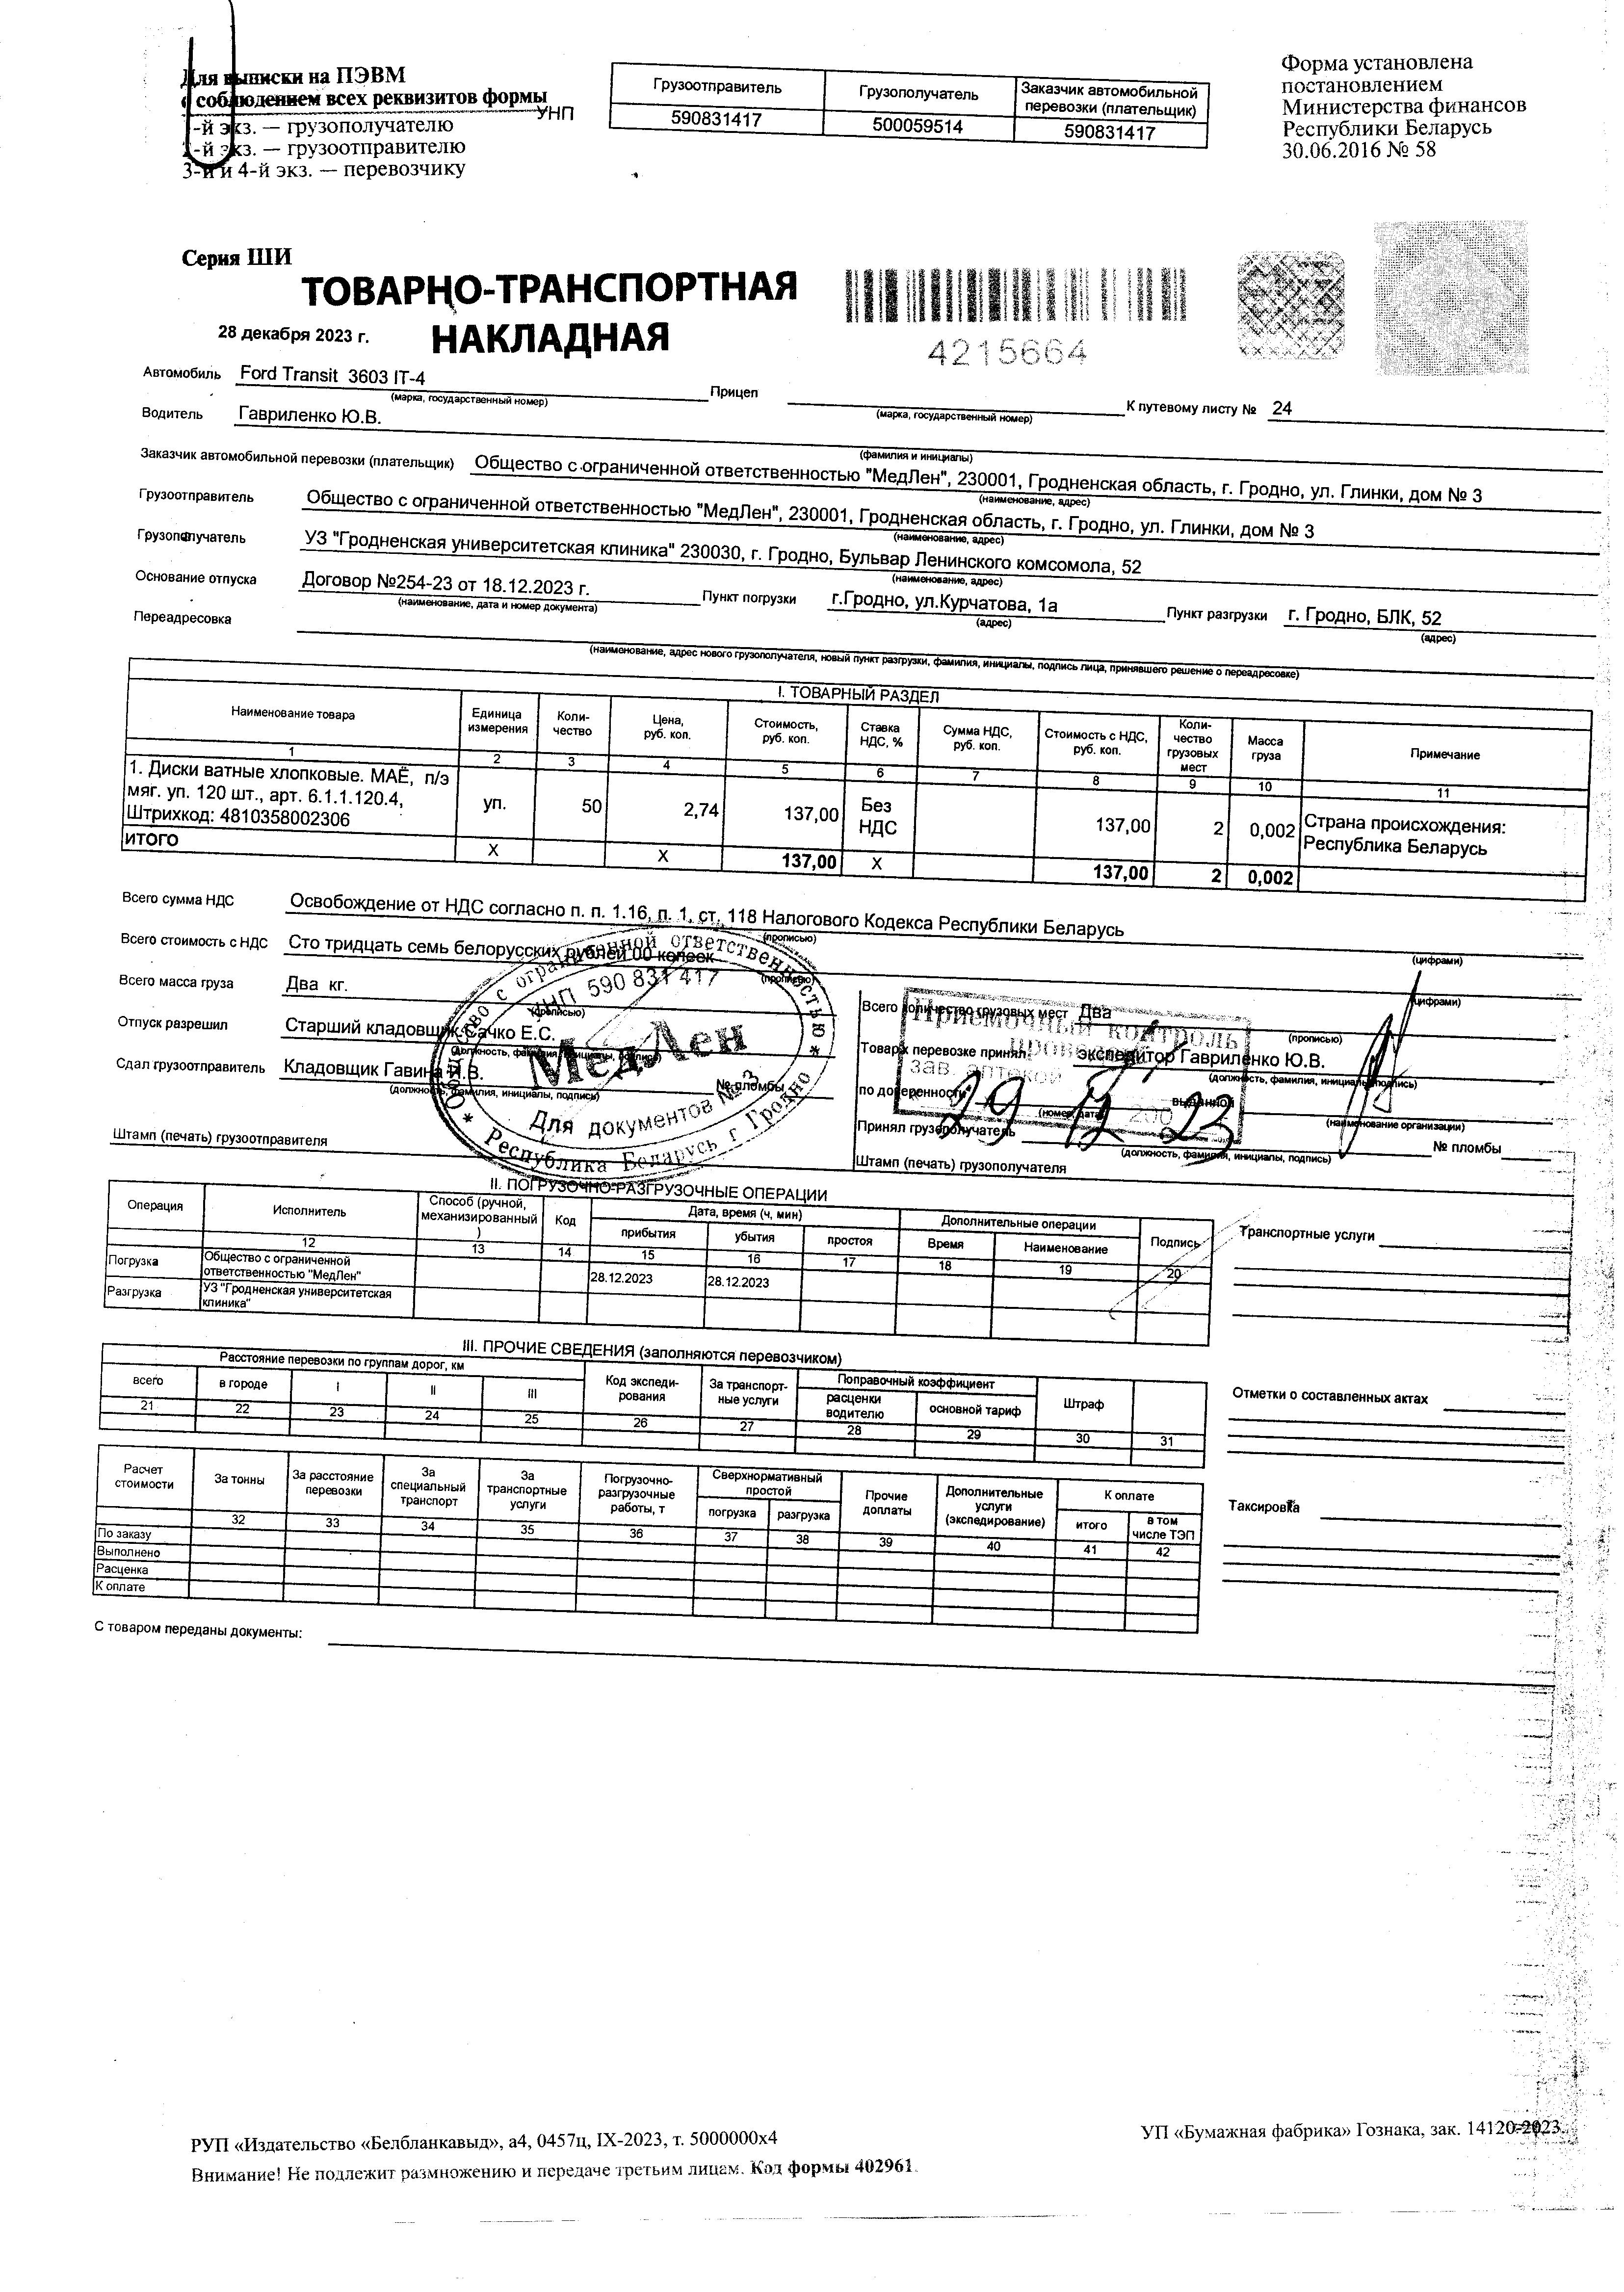 Для выписки на ПЭВМ
с соблюдением всех реквизитов формы
1-й экз. — грузополучателю
2-й экз. — грузоотправителю
3-й и 4-й экз. — перевозчику
УНП
Грузоотправитель Грузополучатель Заказчик автомобильной перевозки (плательщик)
590831417 500059514 590831417
Форма установлена
постановлением
Министерства финансов
Республики Беларусь
30.06.2016 № 58
Серия ШИ
ТОВАРНО-ТРАНСПОРТНАЯ
28 декабря 2023 г. НАКЛАДНАЯ
4215664
Автомобиль Ford Transit 3603 IT-4 Прицеп К путевому листу № 24
(марка, государственный номер) (марка, государственный номер)
Водитель Гавриленко Ю.В.
(фамилия и инициалы)
Заказчик автомобильной перевозки (плательщик) Общество с ограниченной ответственностью "МедЛен", 230001, Гродненская область, г. Гродно, ул. Глинки, дом № 3
(наименование, адрес)
Грузоотправитель Общество с ограниченной ответственностью "МедЛен", 230001, Гродненская область, г. Гродно, ул. Глинки, дом № 3
(наименование, адрес)
Грузополучатель УЗ "Гродненская университетская клиника" 230030, г. Гродно, Бульвар Ленинского комсомола, 52
(наименование, адрес)
Основание отпуска Договор №254-23 от 18.12.2023 г. Пункт погрузки г.Гродно, ул.Курчатова, 1а Пункт разгрузки г. Гродно, БЛК, 52
(наименование, дата и номер документа) (адрес) (адрес)
Переадресовка
(наименование, адрес нового грузополучателя, новый пункт разгрузки, фамилия, инициалы, подпись лица, принявшего решение о переадресовке)
I. ТОВАРНЫЙ РАЗДЕЛ
Наименование товара Единица измерения Коли-чество Цена, руб. коп. Стоимость, руб. коп. Ставка НДС, % Сумма НДС, руб. коп. Стоимость с НДС, руб. коп. Коли-чество грузовых мест Масса груза Примечание
1 2 3 4 5 6 7 8 9 10 11
1. Диски ватные хлопковые. МАЁ, п/э
мяг. уп. 120 шт., арт. 6.1.1.120.4,
Штрихкод: 4810358002306 уп. 50 2,74 137,00 Без НДС 137,00 2 0,002 Страна происхождения: Республика Беларусь
ИТОГО Х Х 137,00 Х 137,00 2 0,002
Всего сумма НДС Освобождение от НДС согласно п. п. 1.16, п. 1, ст. 118 Налогового Кодекса Республики Беларусь
(прописью) (цифрами)
Всего стоимость с НДС Сто тридцать семь белорусских рублей 00 копеек
(прописью) (цифрами)
Всего масса груза Два кг. Всего количество грузовых мест Два
(прописью) (прописью)
Отпуск разрешил Старший кладовщик Сачко Е.С. Товар к перевозке принял экспедитор Гавриленко Ю.В.
(должность, фамилия, инициалы, подпись) (должность, фамилия, инициалы, подпись)
Сдал грузоотправитель Кладовщик Гавина И.В. № пломбы по доверенности выданной
(должность, фамилия, инициалы, подпись) (номер, дата) (наименование организации)
Принял грузополучатель № пломбы
(должность, фамилия, инициалы, подпись)
Штамп (печать) грузоотправителя Штамп (печать) грузополучателя
Общество с ограниченной ответственностью
УНП 590 831 417
МедЛен
Для документов № 3
* Республика Беларусь г Гродно *
Приемочный контроль
проведен
зав. аптекой
29 12 23
II. ПОГРУЗОЧНО-РАЗГРУЗОЧНЫЕ ОПЕРАЦИИ
Операция Исполнитель Способ (ручной, механизированный) Код Дата, время (ч, мин) Дополнительные операции Подпись Транспортные услуги
прибытия убытия простоя Время Наименование
12 13 14 15 16 17 18 19 20
Погрузка Общество с ограниченной ответственностью "МедЛен" 28.12.2023 28.12.2023
Разгрузка УЗ "Гродненская университетская клиника"
III. ПРОЧИЕ СВЕДЕНИЯ (заполняются перевозчиком)
Расстояние перевозки по группам дорог, км Код экспеди-рования За транспорт-ные услуги Поправочный коэффициент Штраф Отметки о составленных актах
всего в городе I II III расценки водителю основной тариф
21 22 23 24 25 26 27 28 29 30 31
Расчет стоимости За тонны За расстояние перевозки За специальный транспорт За транспортные услуги Погрузочно-разгрузочные работы, т Сверхнормативный простой Прочие доплаты Дополнительные услуги (экспедирование) К оплате Таксировка
погрузка разгрузка итого в том числе ТЭП
32 33 34 35 36 37 38 39 40 41 42
По заказу
Выполнено
Расценка
К оплате
С товаром переданы документы:
РУП «Издательство «Белбланкавыд», а4, 0457ц, IX-2023, т. 5000000х4
УП «Бумажная фабрика» Гознака, зак. 14120-2023.
Внимание! Не подлежит размножению и передаче третьим лицам. Код формы 402961.